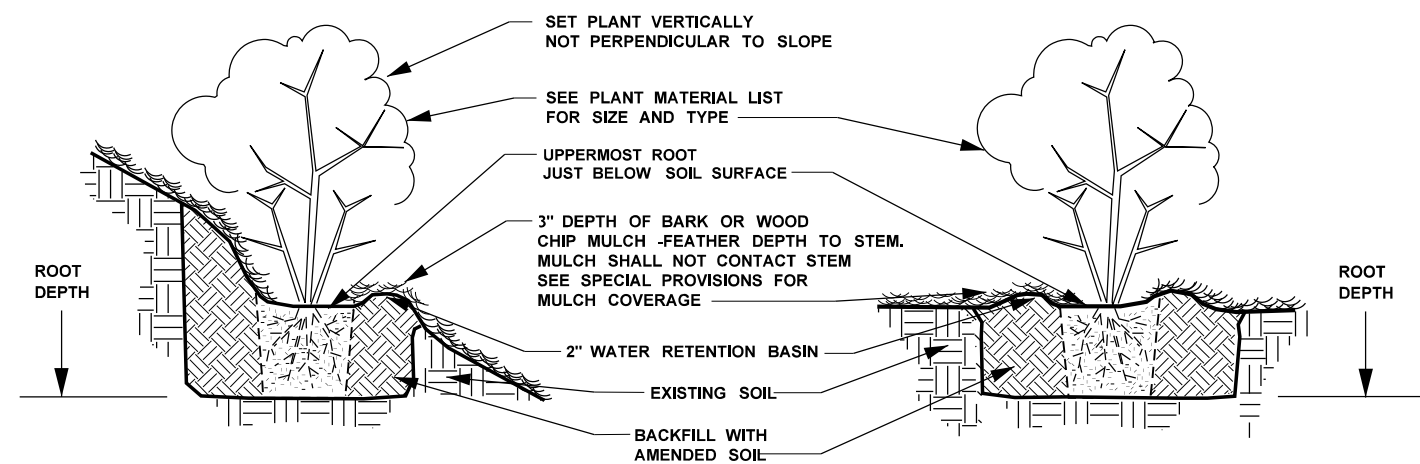 SET PLANT VERTICALLY
NOT PERPENDICULAR TO SLOPE
SEE PLANT MATERIAL LIST
FOR SIZE AND TYPE
UPPERMOST ROOT
JUST BELOW SOIL SURFACE
3" DEPTH OF BARK OR WOOD
CHIP MULCH -FEATHER DEPTH TO STEM.
MULCH SHALL NOT CONTACT STEM
SEE SPECIAL PROVISIONS FOR
MULCH COVERAGE
ROOT
DEPTH
ROOT
DEPTH
2" WATER RETENTION BASIN
EXISTING SOIL
BACKFILL WITH
AMENDED SOIL